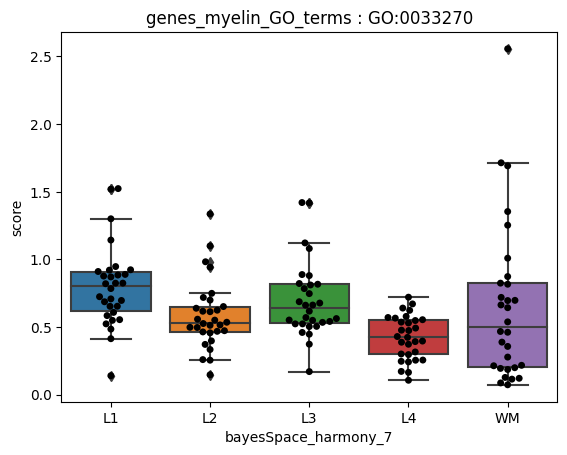 genes_myelin_GO_terms : GO:0033270
2.5
2.0
1.5
1.0
0.5
0.0
score
L1 L2 L3 L4 WM
bayesSpace_harmony_7